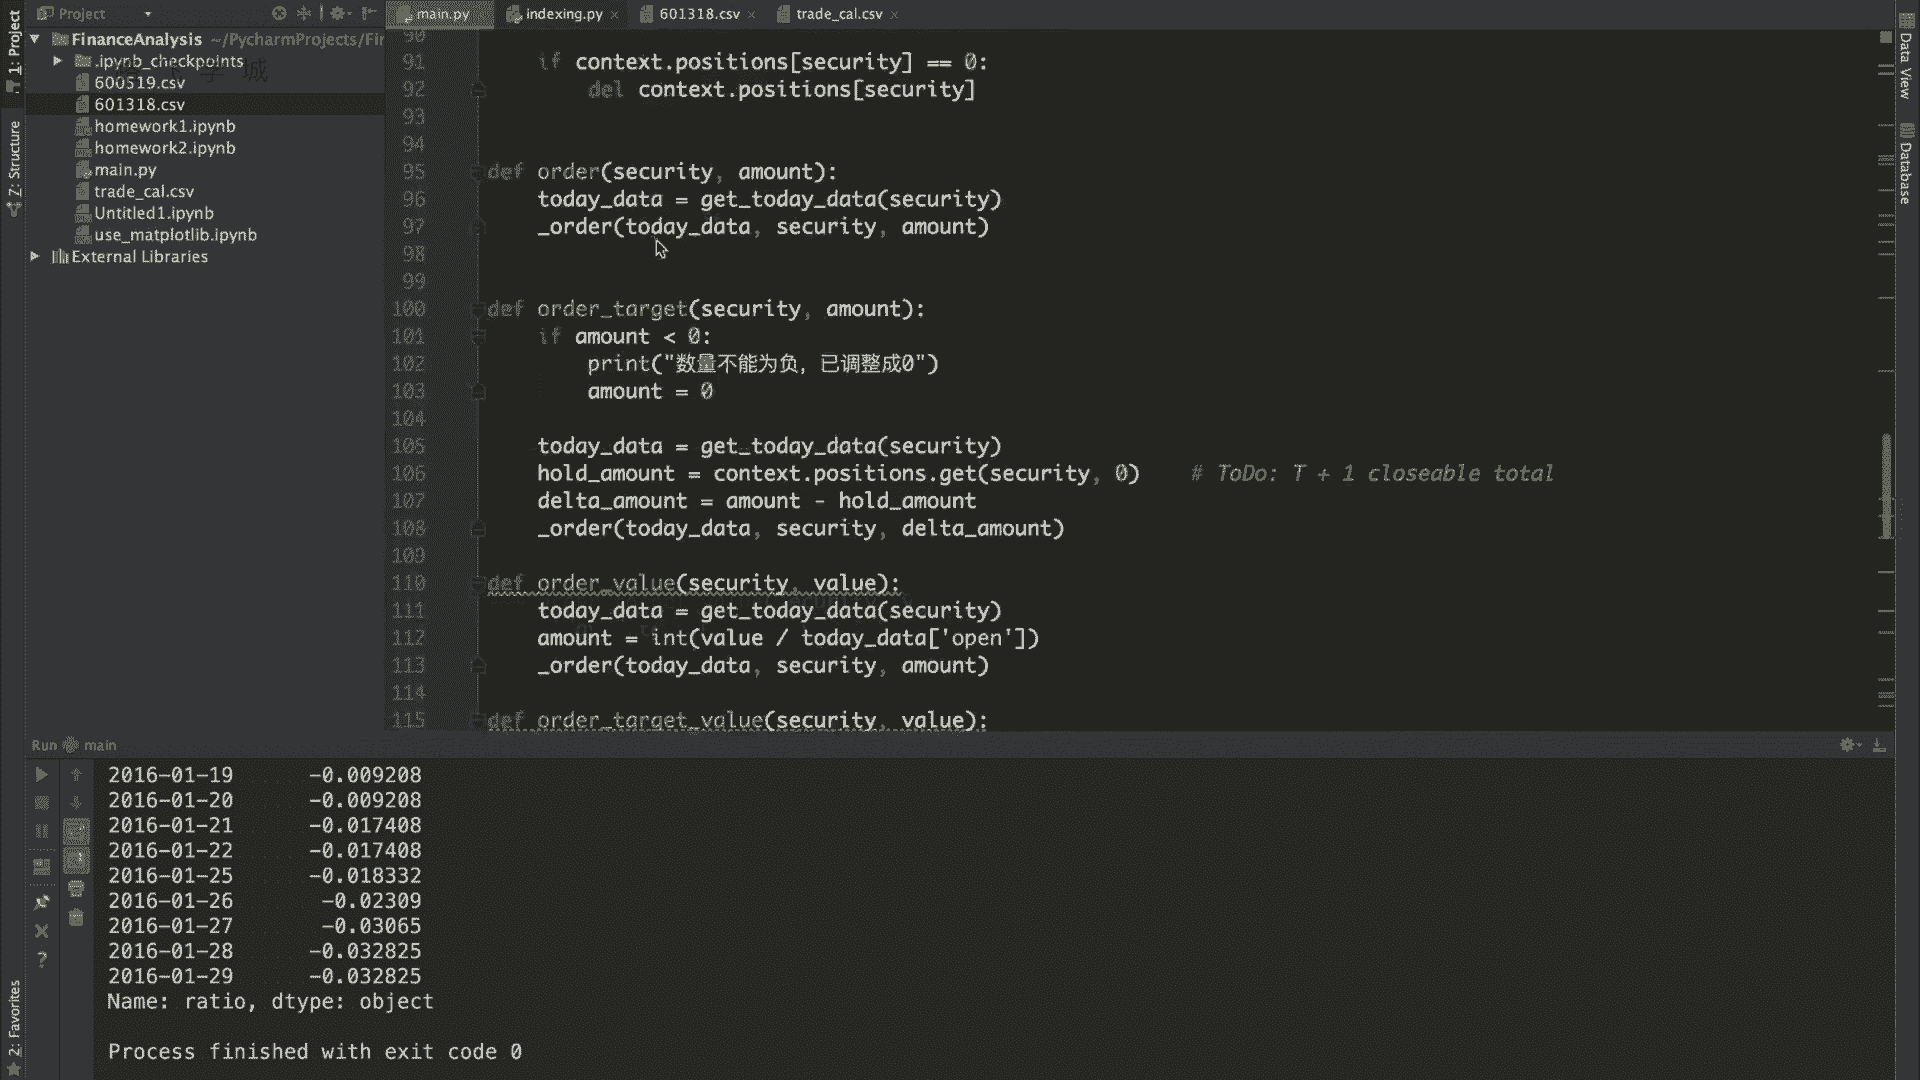 Project
main.py
indexing.py
601318.csv
trade_cal.csv
1: Project
FinanceAnalysis ~/PycharmProjects/Fir
.ipynb_checkpoints
600519.csv
601318.csv
homework1.ipynb
homework2.ipynb
main.py
trade_cal.csv
Untitled1.ipynb
use_matplotlib.ipynb
External Libraries
Z: Structure
2: Favorites
Data View
Database
90
91 if context.positions[security] == 0:
92 del context.positions[security]
93
94
95 def order(security, amount):
96 today_data = get_today_data(security)
97 _order(today_data, security, amount)
98
99
100 def order_target(security, amount):
101 if amount < 0:
102 print("数量不能为负，已调整成0")
103 amount = 0
104
105 today_data = get_today_data(security)
106 hold_amount = context.positions.get(security, 0) # ToDo: T + 1 closeable total
107 delta_amount = amount - hold_amount
108 _order(today_data, security, delta_amount)
109
110 def order_value(security, value):
111 today_data = get_today_data(security)
112 amount = int(value / today_data['open'])
113 _order(today_data, security, amount)
114
115 def order_target_value(security, value):
Run main
2016-01-19 -0.009208
2016-01-20 -0.009208
2016-01-21 -0.017408
2016-01-22 -0.017408
2016-01-25 -0.018332
2016-01-26 -0.02309
2016-01-27 -0.03065
2016-01-28 -0.032825
2016-01-29 -0.032825
Name: ratio, dtype: object
Process finished with exit code 0